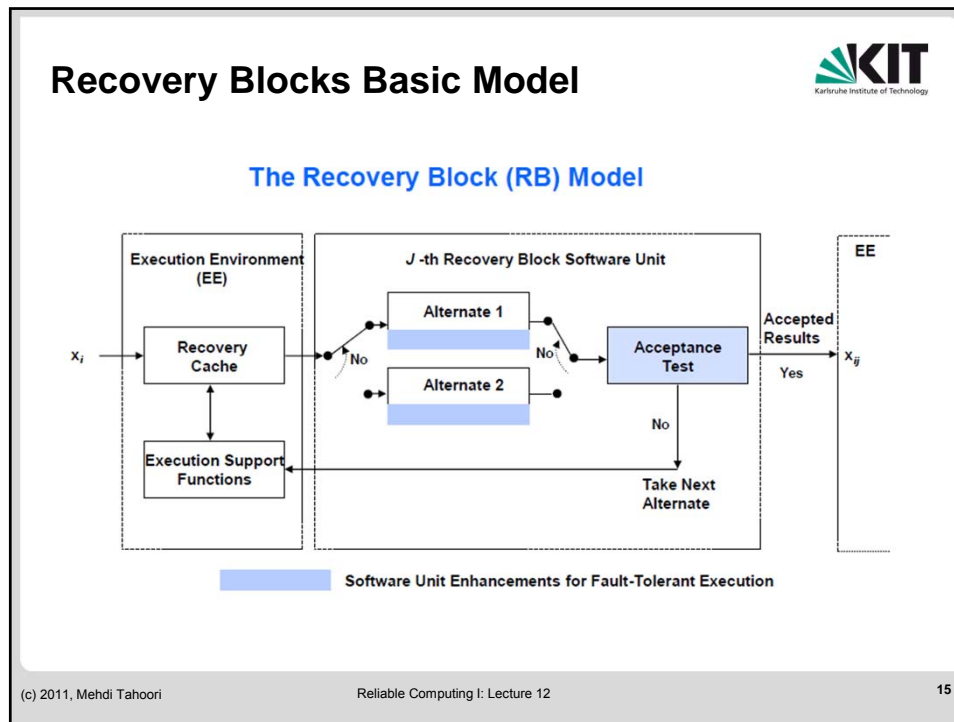 Recovery Blocks Basic Model
KIT
Karlsruhe Institute of Technology
The Recovery Block (RB) Model
Execution Environment
(EE)
J -th Recovery Block Software Unit
EE
Alternate 1
Accepted
Results
x_i
Recovery
Cache
No
No
Acceptance
Test
x_ij
Yes
Alternate 2
No
Execution Support
Functions
Take Next
Alternate
Software Unit Enhancements for Fault-Tolerant Execution
(c) 2011, Mehdi Tahoori
Reliable Computing I: Lecture 12
15